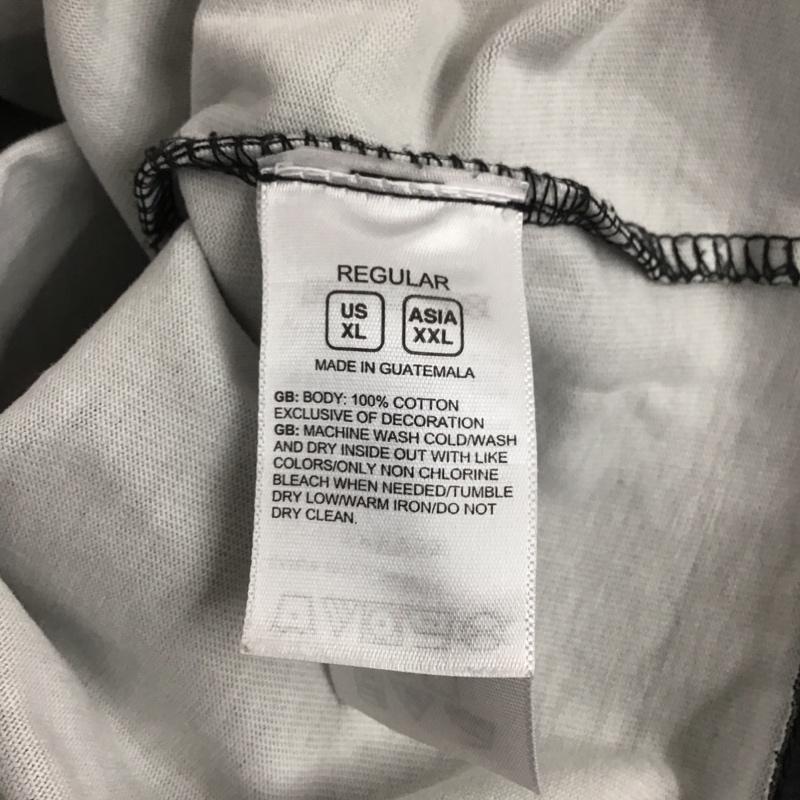 REGULAR
US ASIA
XL XXL
MADE IN GUATEMALA
GB: BODY: 100% COTTON
EXCLUSIVE OF DECORATION
GB: MACHINE WASH COLD/WASH
AND DRY INSIDE OUT WITH LIKE
COLORS/ONLY NON CHLORINE
BLEACH WHEN NEEDED/TUMBLE
DRY LOW/WARM IRON/DO NOT
DRY CLEAN.